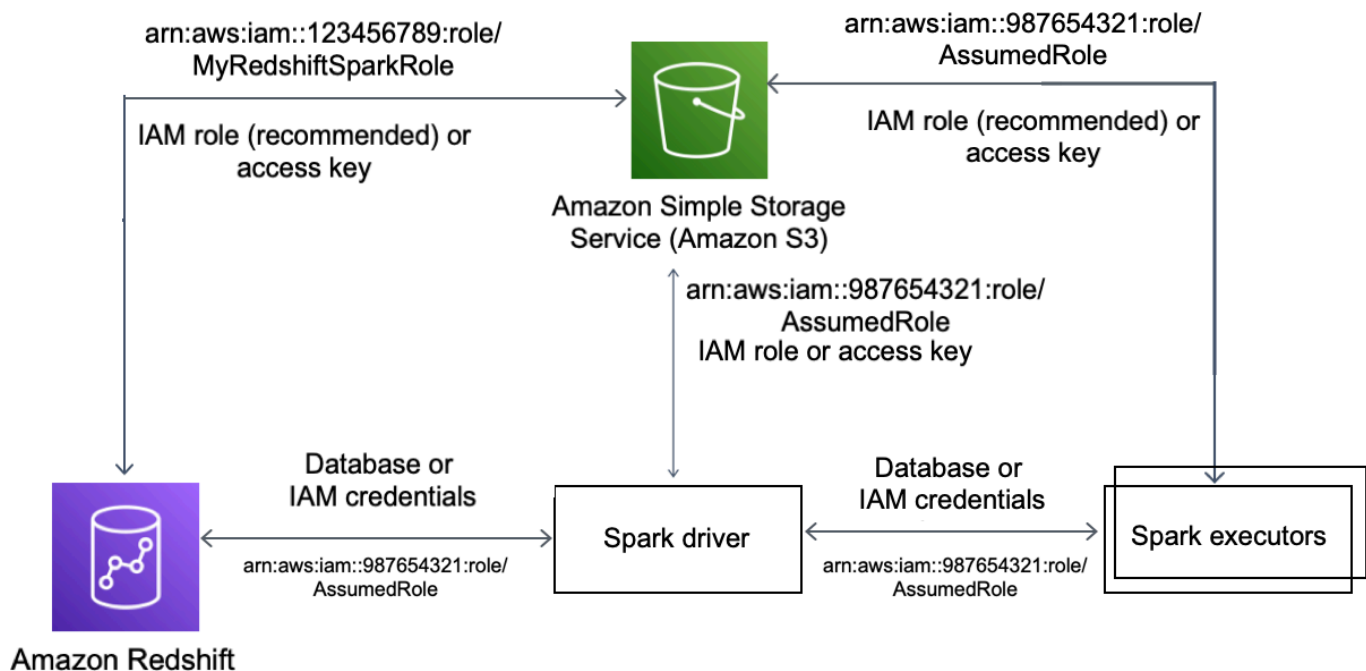 arn:aws:iam::123456789:role/
MyRedshiftSparkRole
arn:aws:iam::987654321:role/
AssumedRole
IAM role (recommended) or
access key
IAM role (recommended) or
access key
Amazon Simple Storage
Service (Amazon S3)
arn:aws:iam::987654321:role/
AssumedRole
IAM role or access key
Database or
IAM credentials
Database or
IAM credentials
Spark driver
Spark executors
arn:aws:iam::987654321:role/
AssumedRole
arn:aws:iam::987654321:role/
AssumedRole
Amazon Redshift